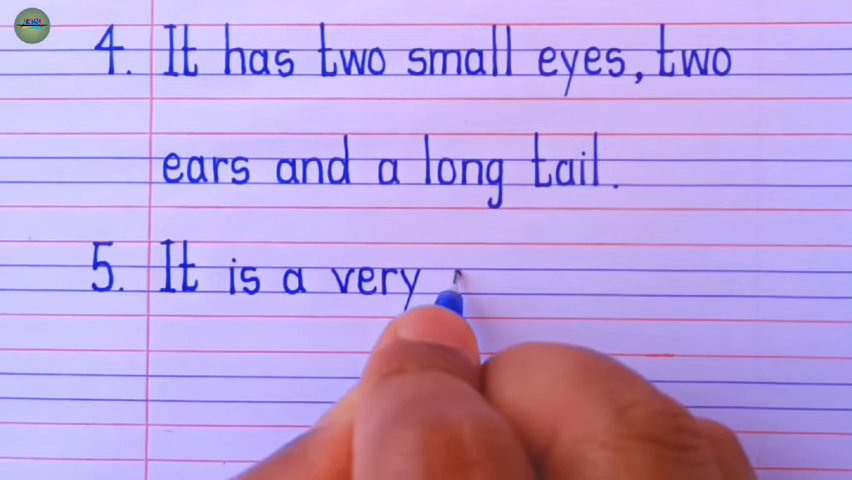 4. It has two small eyes, two
ears and a long tail.
5. It is a very